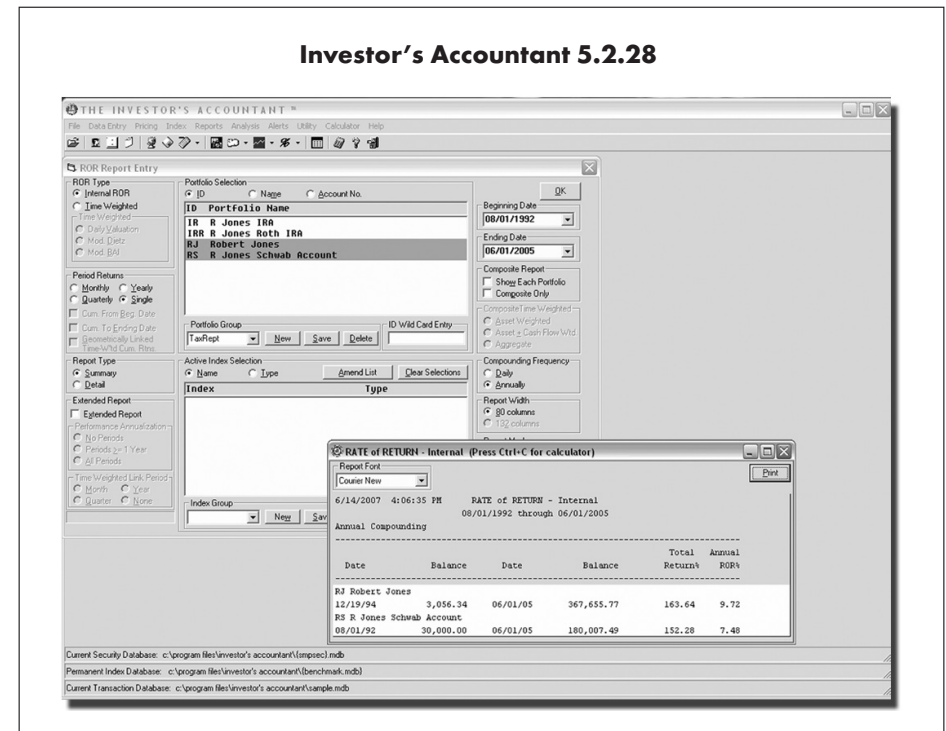 Investor's Accountant 5.2.28
THE INVESTOR'S ACCOUNTANT ™
File Data Entry Pricing Index Reports Analysis Alerts Utility Calculator Help
ROR Report Entry
ROR Type
Internal ROR
Time Weighted
Time Weighted
Daily Valuation
Mod. Dietz
Mod. BAI
Period Returns
Monthly Yearly
Quarterly Single
Cum. From Beg. Date
Cum. To Ending Date
Geometrically Linked
Time-Wtd Cum. Rtns.
Report Type
Summary
Detail
Extended Report
Extended Report
Performance Annualization
No Periods
Periods >= 1 Year
All Periods
Time Weighted Link Period
Month Year
Quarter None
Portfolio Selection
ID Name Account No.
ID Portfolio Name
IR R Jones IRA
IRR R Jones Roth IRA
RJ Robert Jones
RS R Jones Schwab Account
Portfolio Group
TaxRept New Save Delete
ID Wild Card Entry
Active Index Selection
Name Type Amend List Clear Selections
Index Type
Index Group
New Sav
OK
Beginning Date
08/01/1992
Ending Date
06/01/2005
Composite Report
Show Each Portfolio
Composite Only
CompositeTime Weighted
Asset Weighted
Asset ± Cash Flow Wtd
Aggregate
Compounding Frequency
Daily
Annually
Report Width
80 columns
132 columns
RATE of RETURN - Internal (Press Ctrl+C for calculator)
Report Font
Courier New
Print
6/14/2007 4:06:35 PM RATE of RETURN - Internal
08/01/1992 through 06/01/2005
Annual Compounding
Total Annual
Date Balance Date Balance Return% ROR%
RJ Robert Jones
12/19/94 3,056.34 06/01/05 367,655.77 163.64 9.72
RS R Jones Schwab Account
08/01/92 30,000.00 06/01/05 180,007.49 152.28 7.48
Current Security Database: c:\program files\investor's accountant\{smpsec}.mdb
Permanent Index Database: c:\program files\investor's accountant\{benchmark.mdb}
Current Transaction Database: c:\program files\investor's accountant\sample.mdb